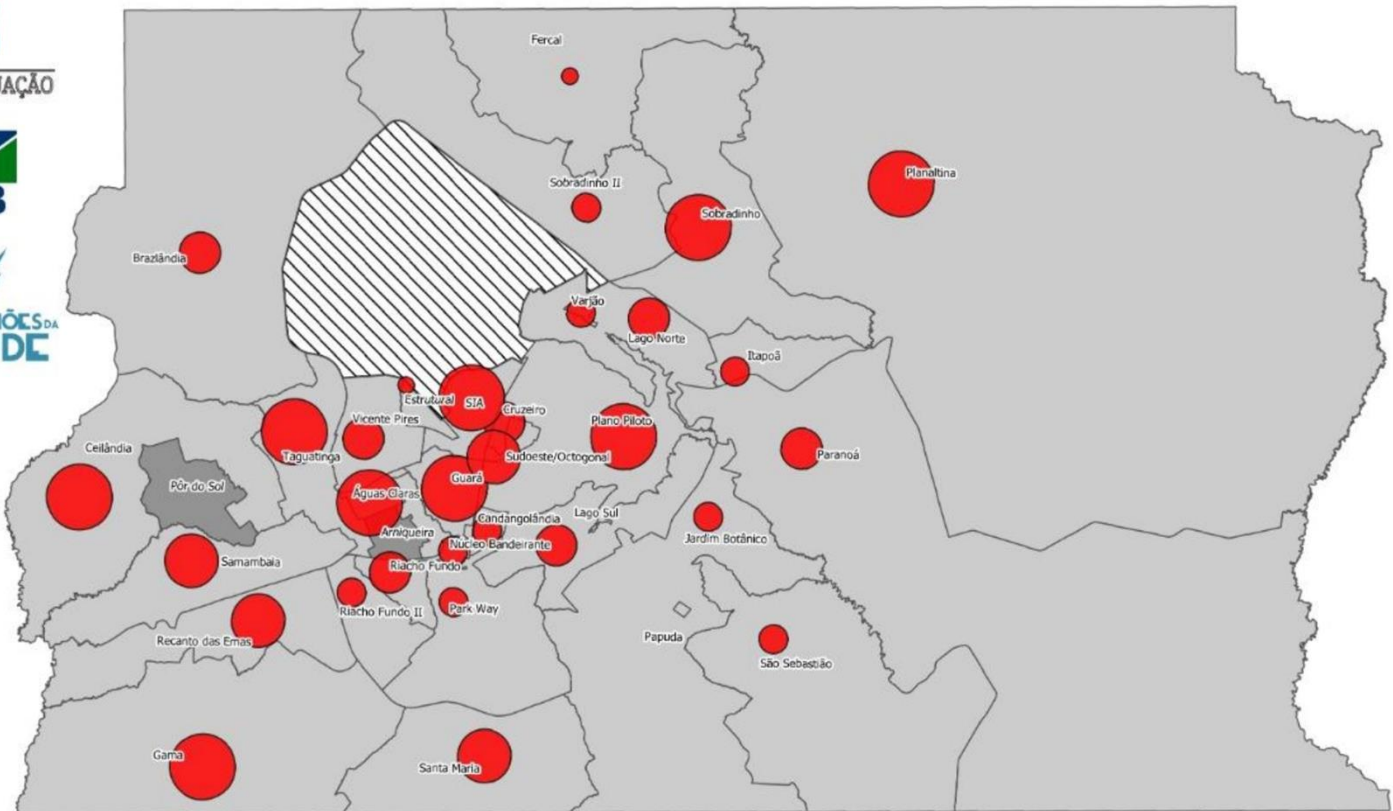 Fercal
AÇÃO
Planaltina
Sobradinho II
B
Sobradinho
Brazlândia
Varjão
ÕES DA
DE
Lago Norte
Itapoã
Estrutural
SIA
Cruzeiro
Vicente Pires
Plano Piloto
Ceilândia
Taguatinga
Sudoeste/Octogonal
Paranoá
Guará
Pôr do Sol
Águas Claras
Lago Sul
Candangolândia
Arniqueira
Jardim Botânico
Núcleo Bandeirante
Samambaia
Riacho Fundo
Riacho Fundo II
Park Way
Recanto das Emas
Papuda
São Sebastião
Gama
Santa Maria